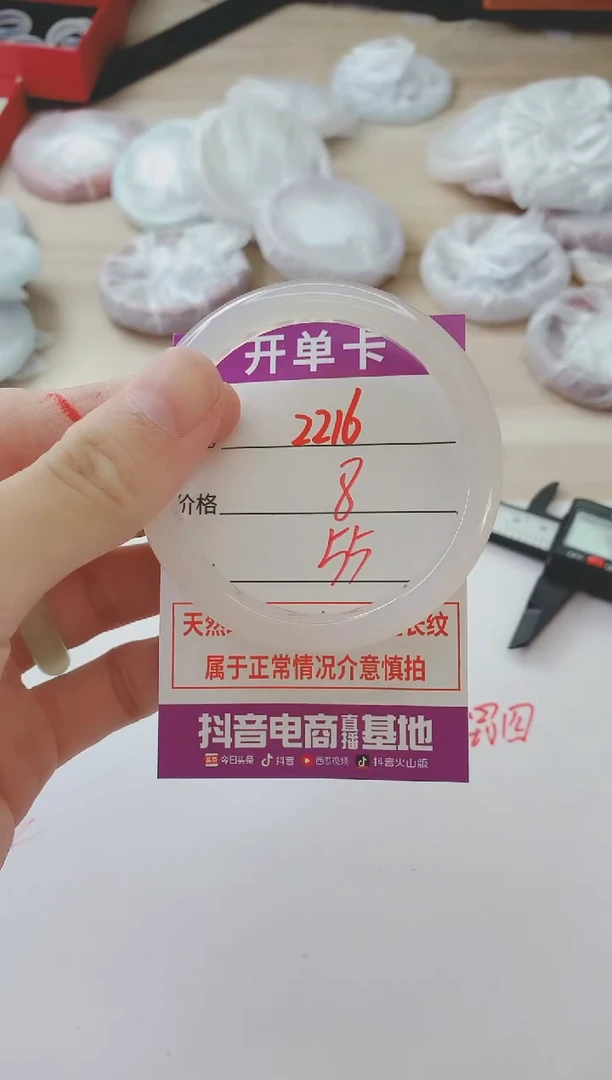 开单卡
2216
价格 8
55
天然 长纹
属于正常情况介意慎拍
抖音电商直播基地
今日头条 抖音 西瓜视频 抖音火山版